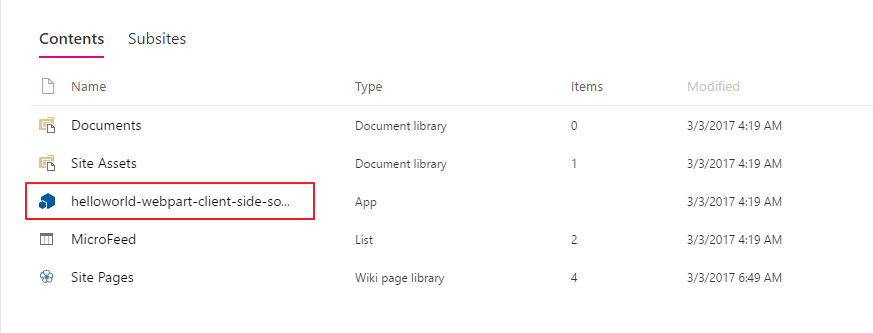 Contents Subsites
Name Type Items Modified
Documents Document library 0 3/3/2017 4:19 AM
Site Assets Document library 1 3/3/2017 4:19 AM
helloworld-webpart-client-side-so... App 3/3/2017 4:19 AM
MicroFeed List 2 3/3/2017 4:19 AM
Site Pages Wiki page library 4 3/3/2017 6:49 AM